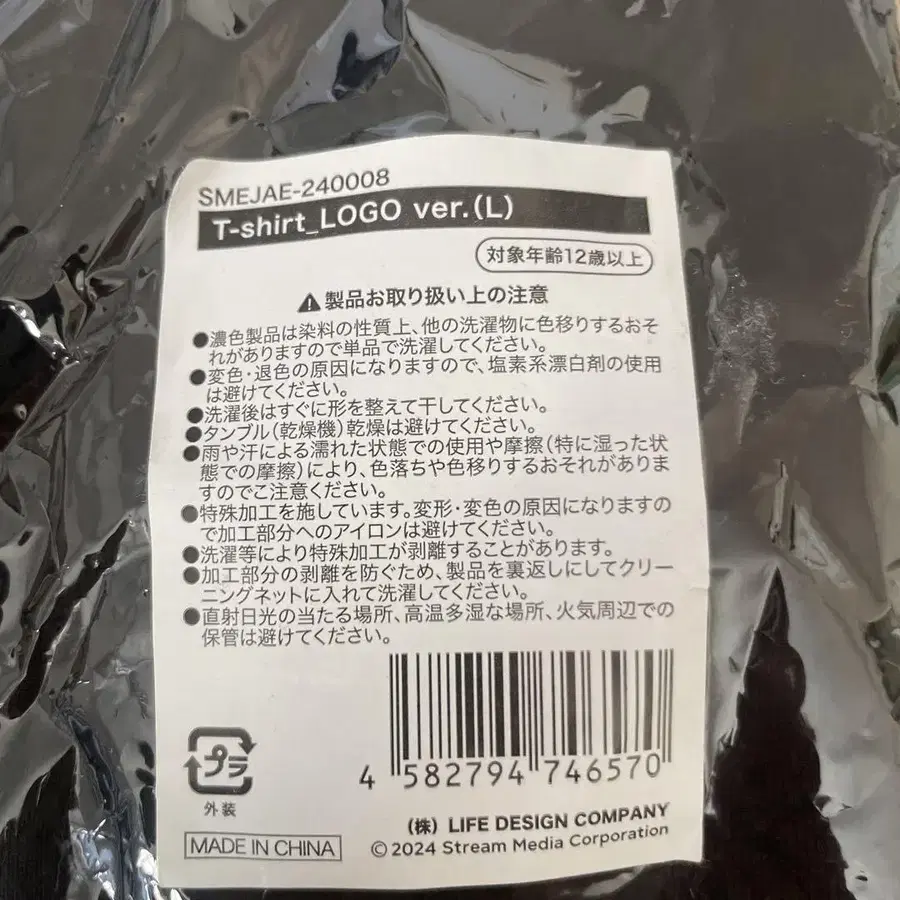 SMEJAE-240008
T-shirt_LOGO ver.(L)
対象年齢12歳以上
⚠製品お取り扱い上の注意
●濃色製品は染料の性質上、他の洗濯物に色移りするおそ
れがありますので単品で洗濯してください。
●変色・退色の原因になりますので、塩素系漂白剤の使用
は避けてください。
●洗濯後はすぐに形を整えて干してください。
●タンブル(乾燥機)乾燥は避けてください。
●雨や汗による濡れた状態での使用や摩擦(特に湿った状
態での摩擦)により、色落ちや色移りするおそれがありま
すのでご注意ください。
●特殊加工を施しています。変形・変色の原因になりますの
で加工部分へのアイロンは避けてください。
●洗濯等により特殊加工が剥離することがあります。
●加工部分の剥離を防ぐため、製品を裏返しにしてクリー
ニングネットに入れて洗濯してください。
●直射日光の当たる場所、高温多湿な場所、火気周辺での
保管は避けてください。
4 582794 746570
プラ
外装
(株) LIFE DESIGN COMPANY
MADE IN CHINA
©2024 Stream Media Corporation